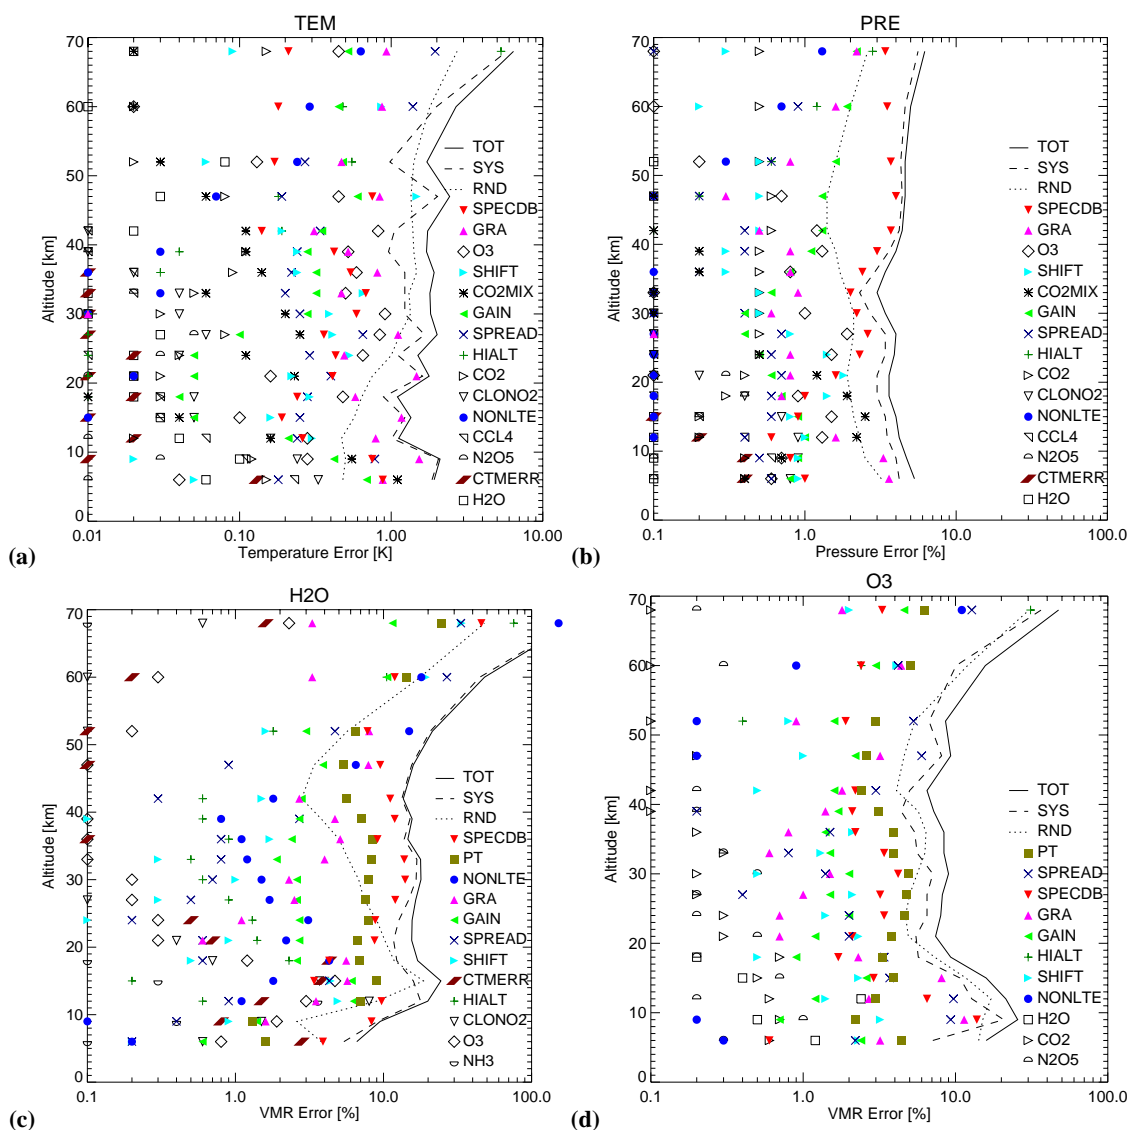 TEM
70
60
50
40
30
20
10
0
Altitude [km]
0.01
0.10
1.00
10.00
Temperature Error [K]
TOT
SYS
RND
SPECDB
GRA
O3
SHIFT
CO2MIX
GAIN
SPREAD
HIALT
CO2
CLONO2
NONLTE
CCL4
N2O5
CTMERR
H2O
(a)
PRE
70
60
50
40
30
20
10
0
Altitude [km]
0.1
1.0
10.0
100.0
Pressure Error [%]
TOT
SYS
RND
SPECDB
GRA
O3
SHIFT
CO2MIX
GAIN
SPREAD
HIALT
CO2
CLONO2
NONLTE
CCL4
N2O5
CTMERR
H2O
(b)
H2O
70
60
50
40
30
20
10
0
Altitude [km]
0.1
1.0
10.0
100.0
VMR Error [%]
TOT
SYS
RND
SPECDB
PT
NONLTE
GRA
GAIN
SPREAD
SHIFT
CTMERR
HIALT
CLONO2
O3
NH3
(c)
O3
70
60
50
40
30
20
10
0
Altitude [km]
0.1
1.0
10.0
100.0
VMR Error [%]
TOT
SYS
RND
PT
SPREAD
SPECDB
GRA
GAIN
HIALT
SHIFT
NONLTE
H2O
CO2
N2O5
(d)